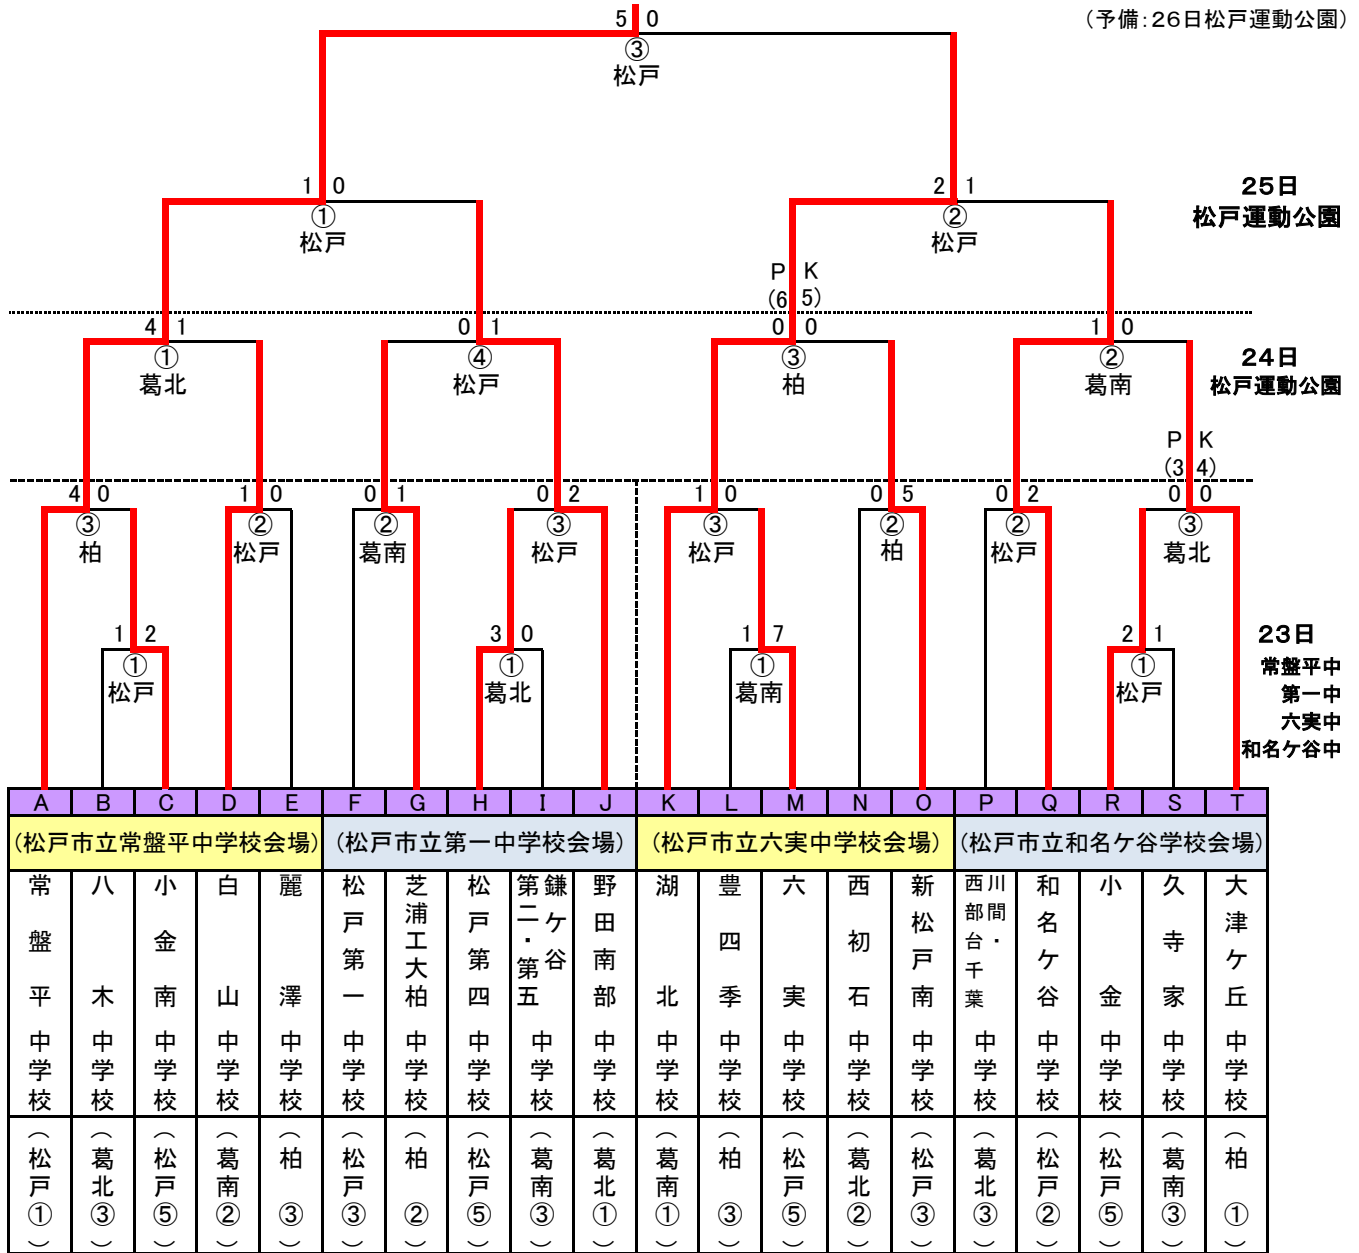 (予備:26日松戸運動公園)
5 0
③
松戸
1 0
①
松戸
2 1
②
松戸
25日
松戸運動公園
P K
(6 5)
4 1
①
葛北
0 1
④
松戸
0 0
③
柏
1 0
②
葛南
24日
松戸運動公園
P K
(3 4)
4 0
③
柏
1 0
②
松戸
0 1
②
葛南
0 2
③
松戸
1 0
③
松戸
0 5
②
柏
0 2
②
松戸
0 0
③
葛北
1 2
①
松戸
3 0
①
葛北
1 7
①
葛南
2 1
①
松戸
23日
常盤平中
第一中
六実中
和名ケ谷中
A B C D E F G H I J K L M N O P Q R S T
(松戸市立常盤平中学校会場) (松戸市立第一中学校会場) (松戸市立六実中学校会場) (松戸市立和名ケ谷学校会場)
常盤平中学校(松戸①)
八木中学校(葛北③)
小金南中学校(松戸⑤)
白山中学校(葛南②)
麗澤中学校(柏③)
松戸第一中学校(松戸③)
芝浦工大柏中学校(柏②)
松戸第四中学校(松戸⑤)
鎌ケ谷
第二・第五
中学校(葛南③)
野田南部中学校(葛北①)
湖北中学校(葛南①)
豊四季中学校(柏③)
六実中学校(松戸⑤)
西初石中学校(葛北②)
新松戸南中学校(松戸③)
川間・
西部台千葉
中学校(葛北③)
和名ケ谷中学校(松戸②)
小金中学校(松戸⑤)
久寺家中学校(葛南③)
大津ケ丘中学校(柏①)